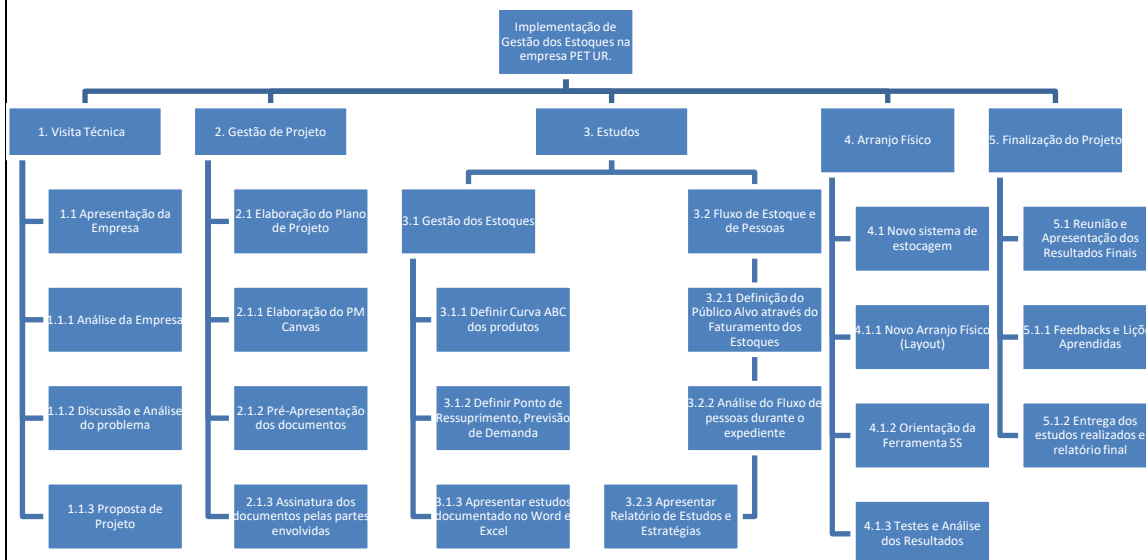 Implementação de
Gestão dos Estoques na
empresa PET UR.
1. Visita Técnica
2. Gestão de Projeto
3. Estudos
4. Arranjo Físico
5. Finalização do Projeto
1.1 Apresentação da
Empresa
1.1.1 Análise da Empresa
1.1.2 Discussão e Análise
do problema
1.1.3 Proposta de
Projeto
2.1 Elaboração do Plano
de Projeto
2.1.1 Elaboração do PM
Canvas
2.1.2 Pré-Apresentação
dos documentos
2.1.3 Assinatura dos
documentos pelas partes
envolvidas
3.1 Gestão dos Estoques
3.1.1 Definir Curva ABC
dos produtos
3.1.2 Definir Ponto de
Ressuprimento, Previsão
de Demanda
3.1.3 Apresentar estudos
documentado no Word e
Excel
3.2 Fluxo de Estoque e
de Pessoas
3.2.1 Definição do
Público Alvo através do
Faturamento dos
Estoques
3.2.2 Análise do Fluxo de
pessoas durante o
expediente
3.2.3 Apresentar
Relatório de Estudos e
Estratégias
4.1 Novo sistema de
estocagem
4.1.1 Novo Arranjo Físico
(Layout)
4.1.2 Orientação da
Ferramenta 5S
4.1.3 Testes e Análise
dos Resultados
5.1 Reunião e
Apresentação dos
Resultados Finais
5.1.1 Feedbacks e Lições
Aprendidas
5.1.2 Entrega dos
estudos realizados e
relatório final